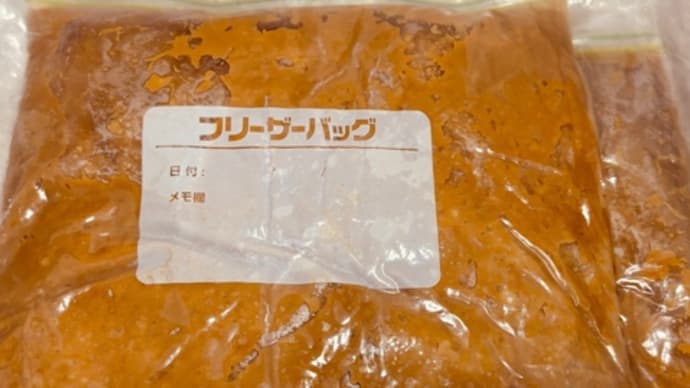 フリーザーバッグ
日付: / /
メモ欄